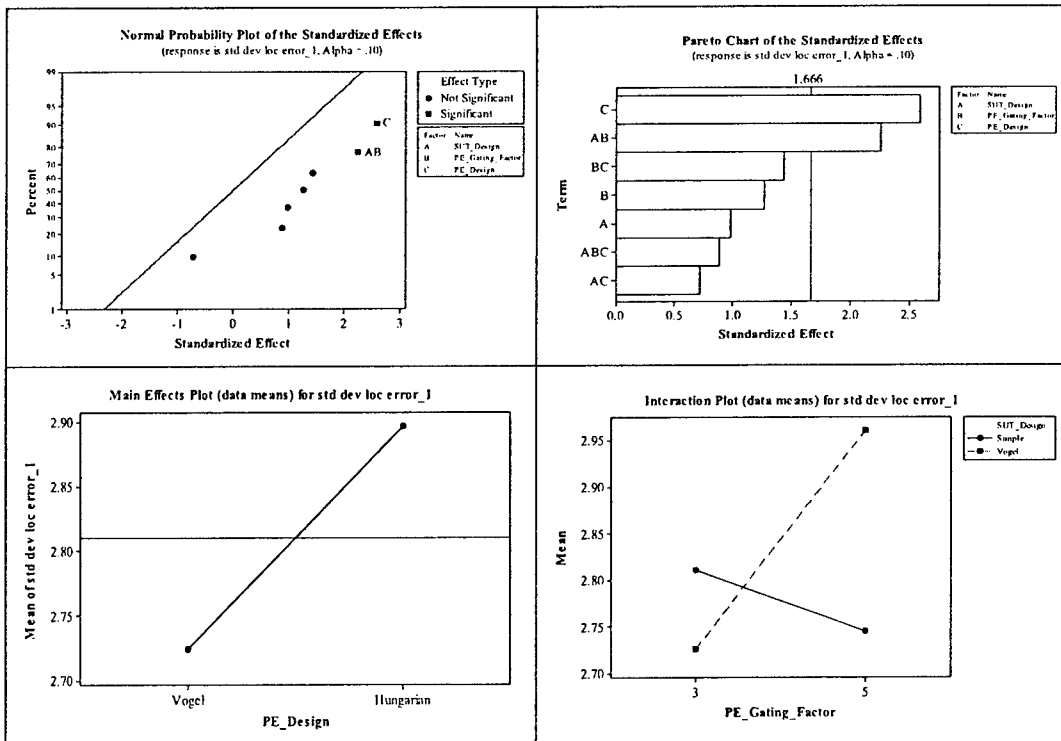 Normal Probability Plot of the Standardized Effects
(response is std dev loc error_1, Alpha = .10)
99
95
90
80
70
60
50
40
30
20
10
5
1
Percent
C
AB
-3 -2 -1 0 1 2 3
Standardized Effect
Effect Type
Not Significant
Significant
Factor Name
A SUT_Design
B PE_Gating_Factor
C PE_Design
Pareto Chart of the Standardized Effects
(response is std dev loc error_1, Alpha = .10)
1.666
C
AB
BC
B
A
ABC
AC
Term
0.0 0.5 1.0 1.5 2.0 2.5
Standardized Effect
Factor Name
A SUT_Design
B PE_Gating_Factor
C PE_Design
Main Effects Plot (data means) for std dev loc error_1
2.90
2.85
2.80
2.75
2.70
Mean of std dev loc error_1
Vogel Hungarian
PE_Design
Interaction Plot (data means) for std dev loc error_1
2.95
2.90
2.85
2.80
2.75
2.70
Mean
3 5
PE_Gating_Factor
SUT_Design
Vogel